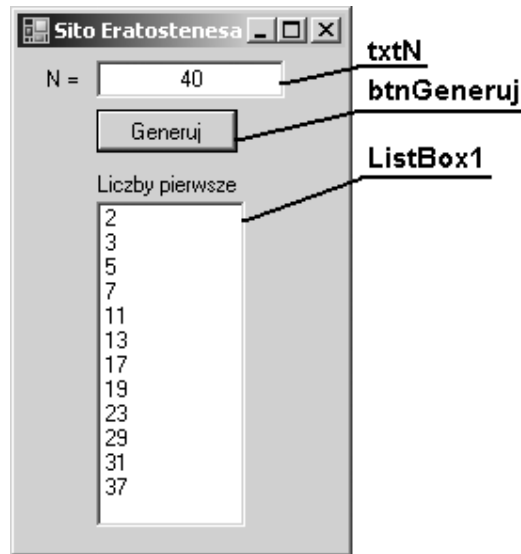 Sito Eratostenesa
N = 40
txtN
Generuj
btnGeneruj
Liczby pierwsze
ListBox1
2
3
5
7
11
13
17
19
23
29
31
37